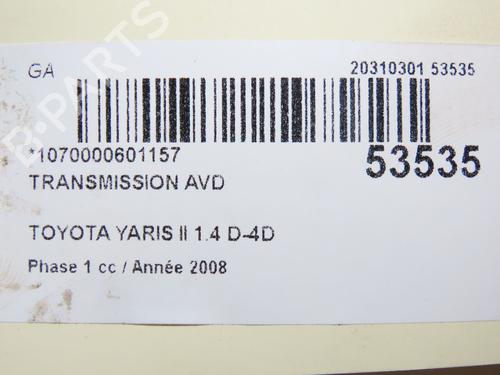 GA
20310301 53535
*1070000601157
53535
TRANSMISSION AVD
TOYOTA YARIS II 1.4 D-4D
Phase 1 cc / Année 2008
B-PARTS